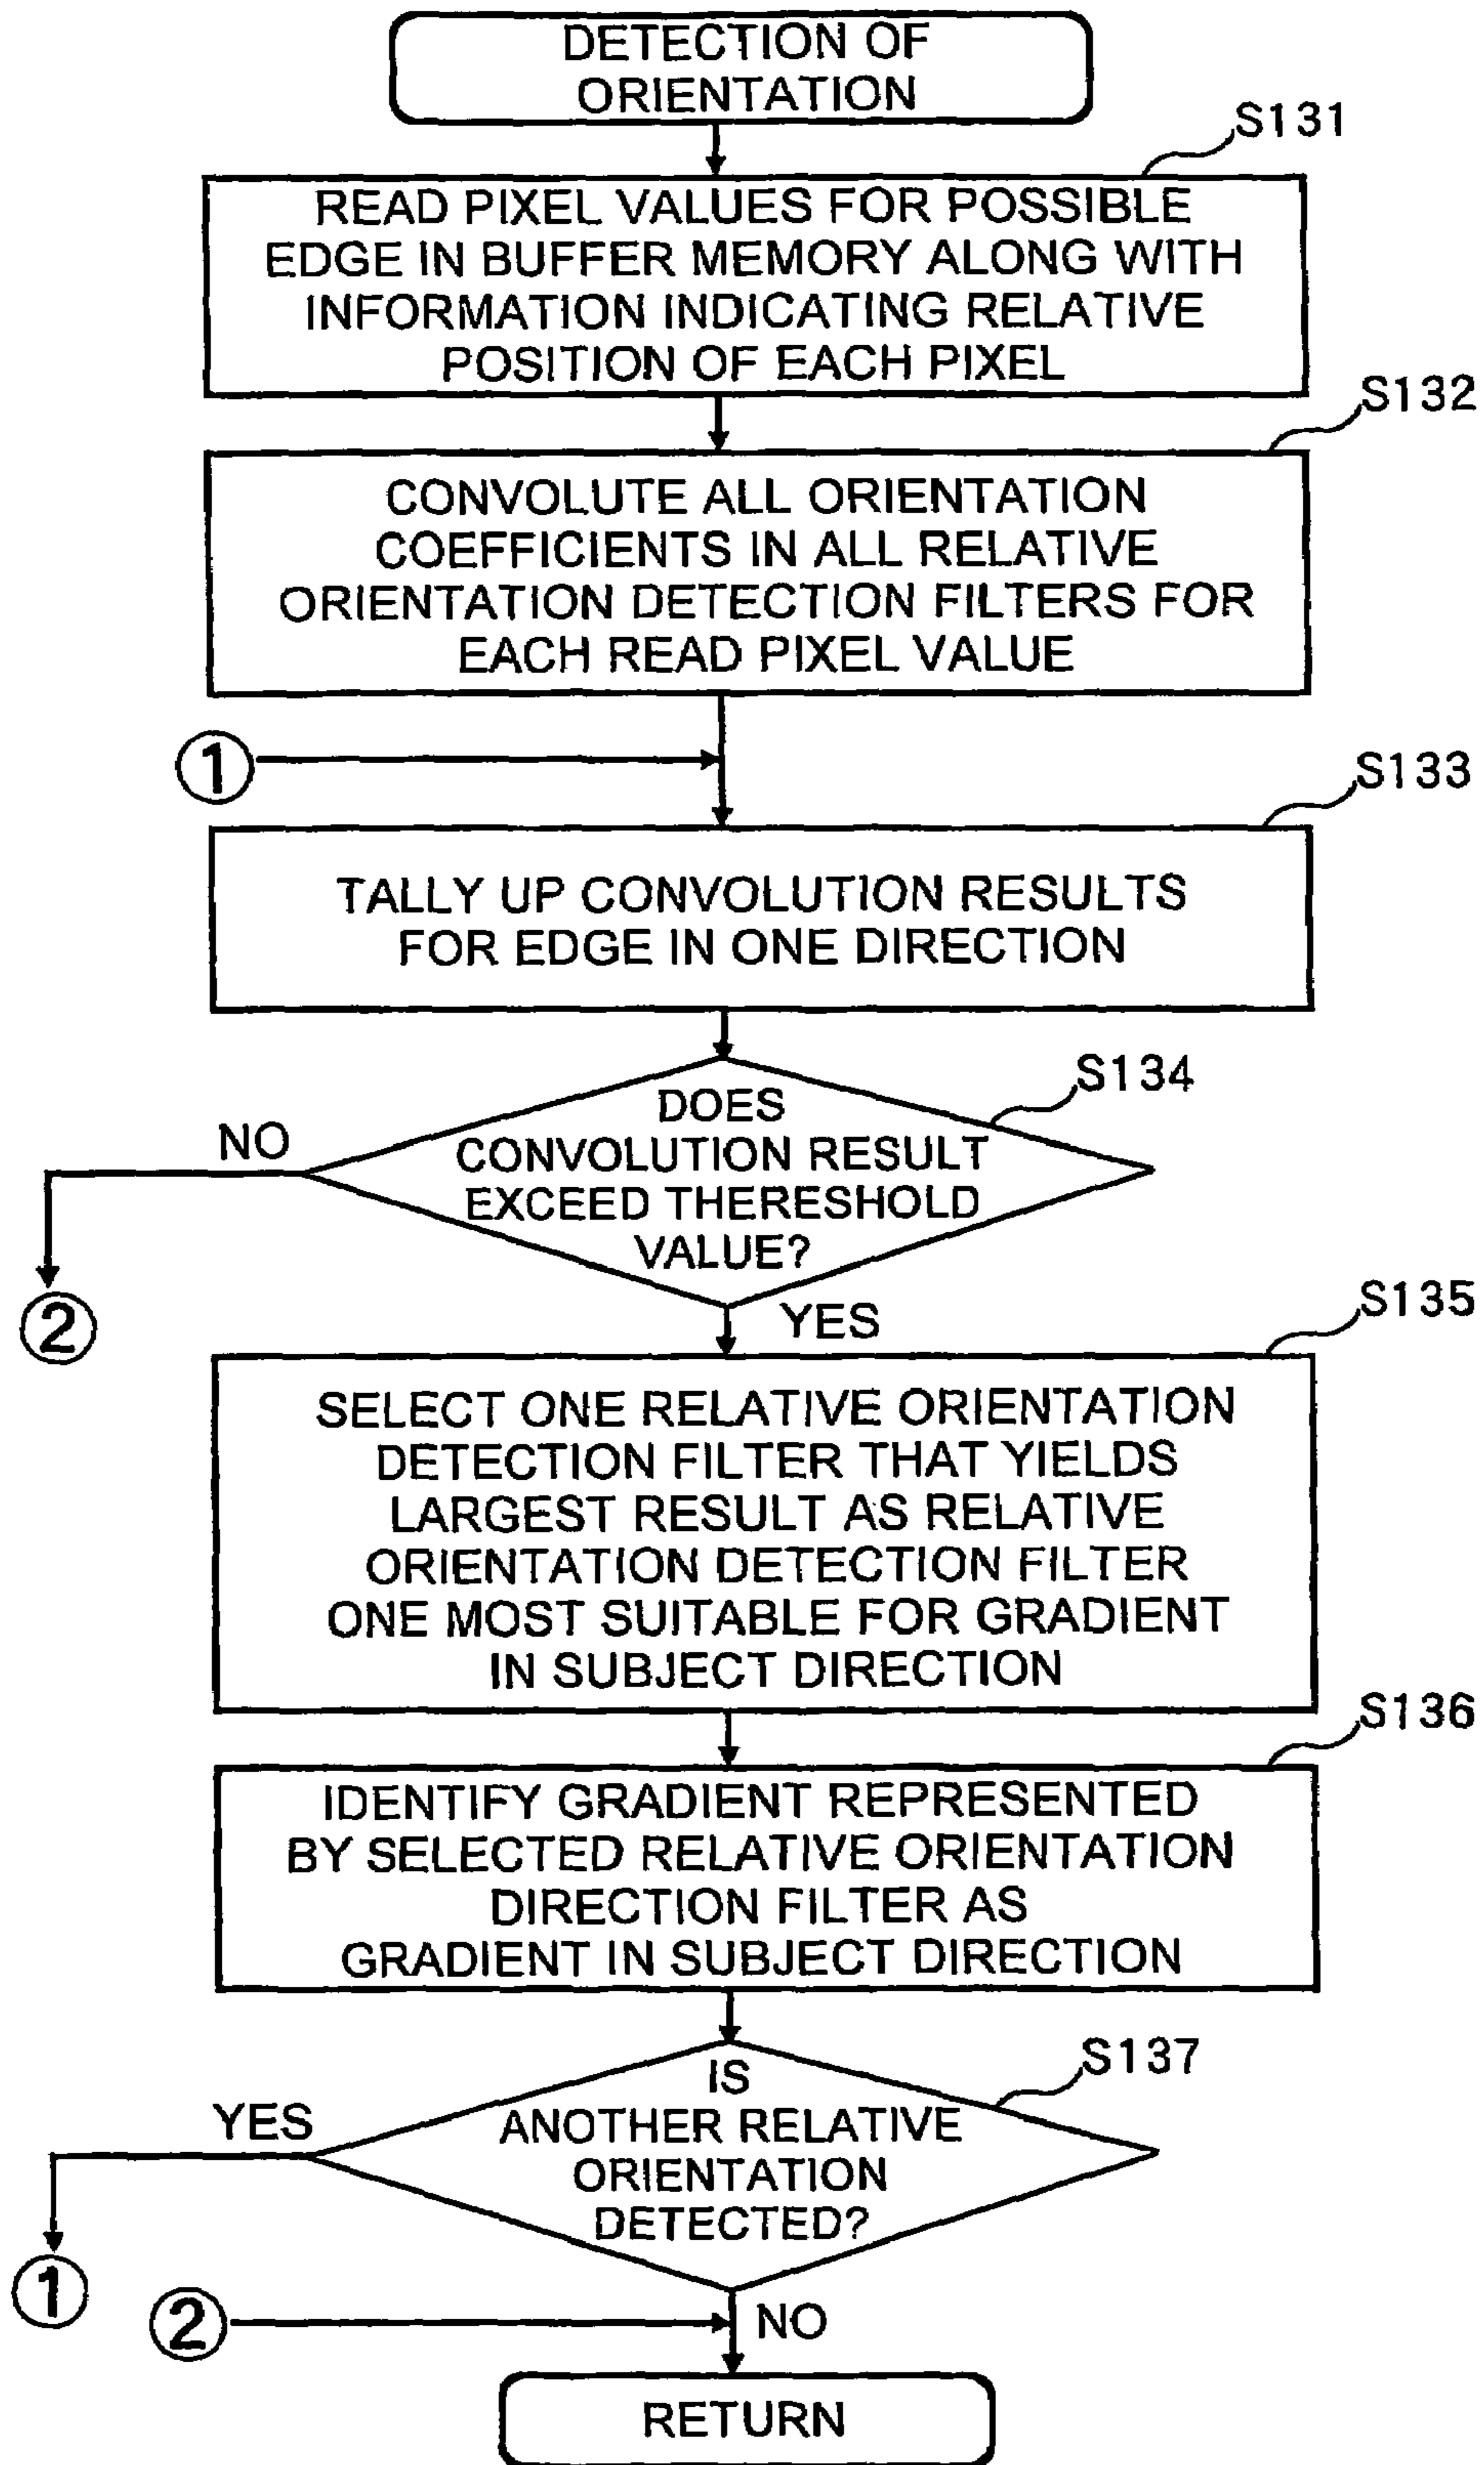 DETECTION OF
ORIENTATION
S131
READ PIXEL VALUES FOR POSSIBLE
EDGE IN BUFFER MEMORY ALONG WITH
INFORMATION INDICATING RELATIVE
POSITION OF EACH PIXEL
S132
CONVOLUTE ALL ORIENTATION
COEFFICIENTS IN ALL RELATIVE
ORIENTATION DETECTION FILTERS FOR
EACH READ PIXEL VALUE
①
S133
TALLY UP CONVOLUTION RESULTS
FOR EDGE IN ONE DIRECTION
S134
DOES
CONVOLUTION RESULT
EXCEED THERESHOLD
VALUE?
NO
②
YES
S135
SELECT ONE RELATIVE ORIENTATION
DETECTION FILTER THAT YIELDS
LARGEST RESULT AS RELATIVE
ORIENTATION DETECTION FILTER
ONE MOST SUITABLE FOR GRADIENT
IN SUBJECT DIRECTION
S136
IDENTIFY GRADIENT REPRESENTED
BY SELECTED RELATIVE ORIENTATION
DIRECTION FILTER AS
GRADIENT IN SUBJECT DIRECTION
S137
IS
ANOTHER RELATIVE
ORIENTATION
DETECTED?
YES
①
②
NO
RETURN